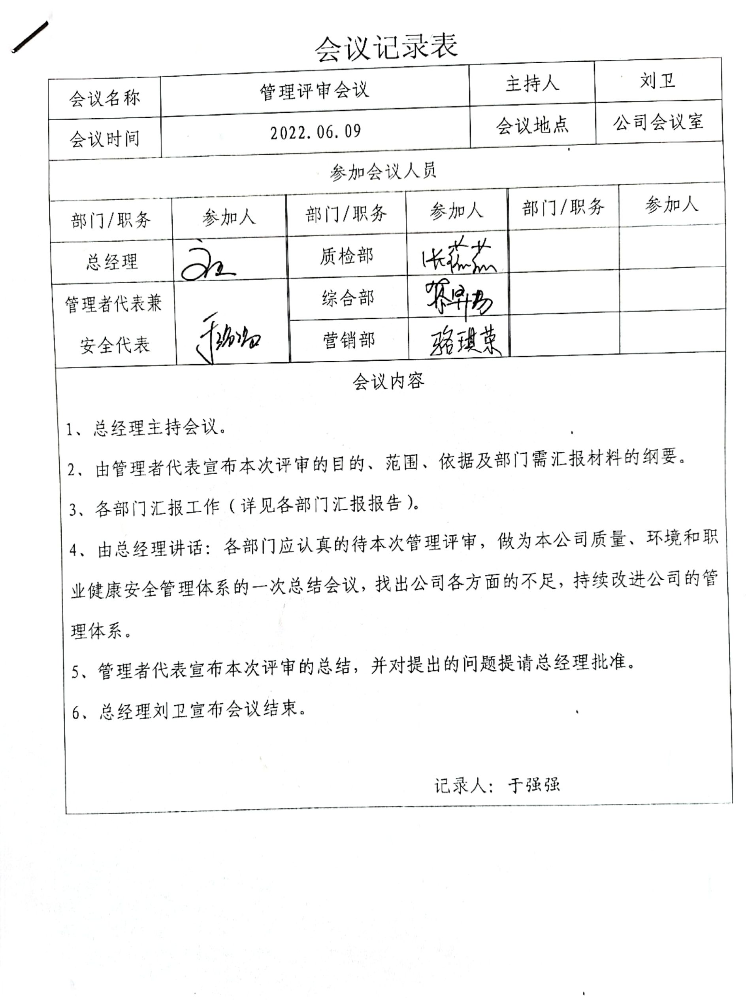 会议记录表
会议名称 管理评审会议 主持人 刘卫
会议时间 2022.06.09 会议地点 公司会议室
参加会议人员
部门/职务 参加人 部门/职务 参加人 部门/职务 参加人
总经理 质检部 张燕燕
管理者代表兼 综合部
安全代表 于强强 营销部 骆琪荣
会议内容
1、总经理主持会议。
2、由管理者代表宣布本次评审的目的、范围、依据及部门需汇报材料的纲要。
3、各部门汇报工作（详见各部门汇报报告）。
4、由总经理讲话：各部门应认真的待本次管理评审，做为本公司质量、环境和职
业健康安全管理体系的一次总结会议，找出公司各方面的不足，持续改进公司的管
理体系。
5、管理者代表宣布本次评审的总结，并对提出的问题提请总经理批准。
6、总经理刘卫宣布会议结束。
记录人：于强强